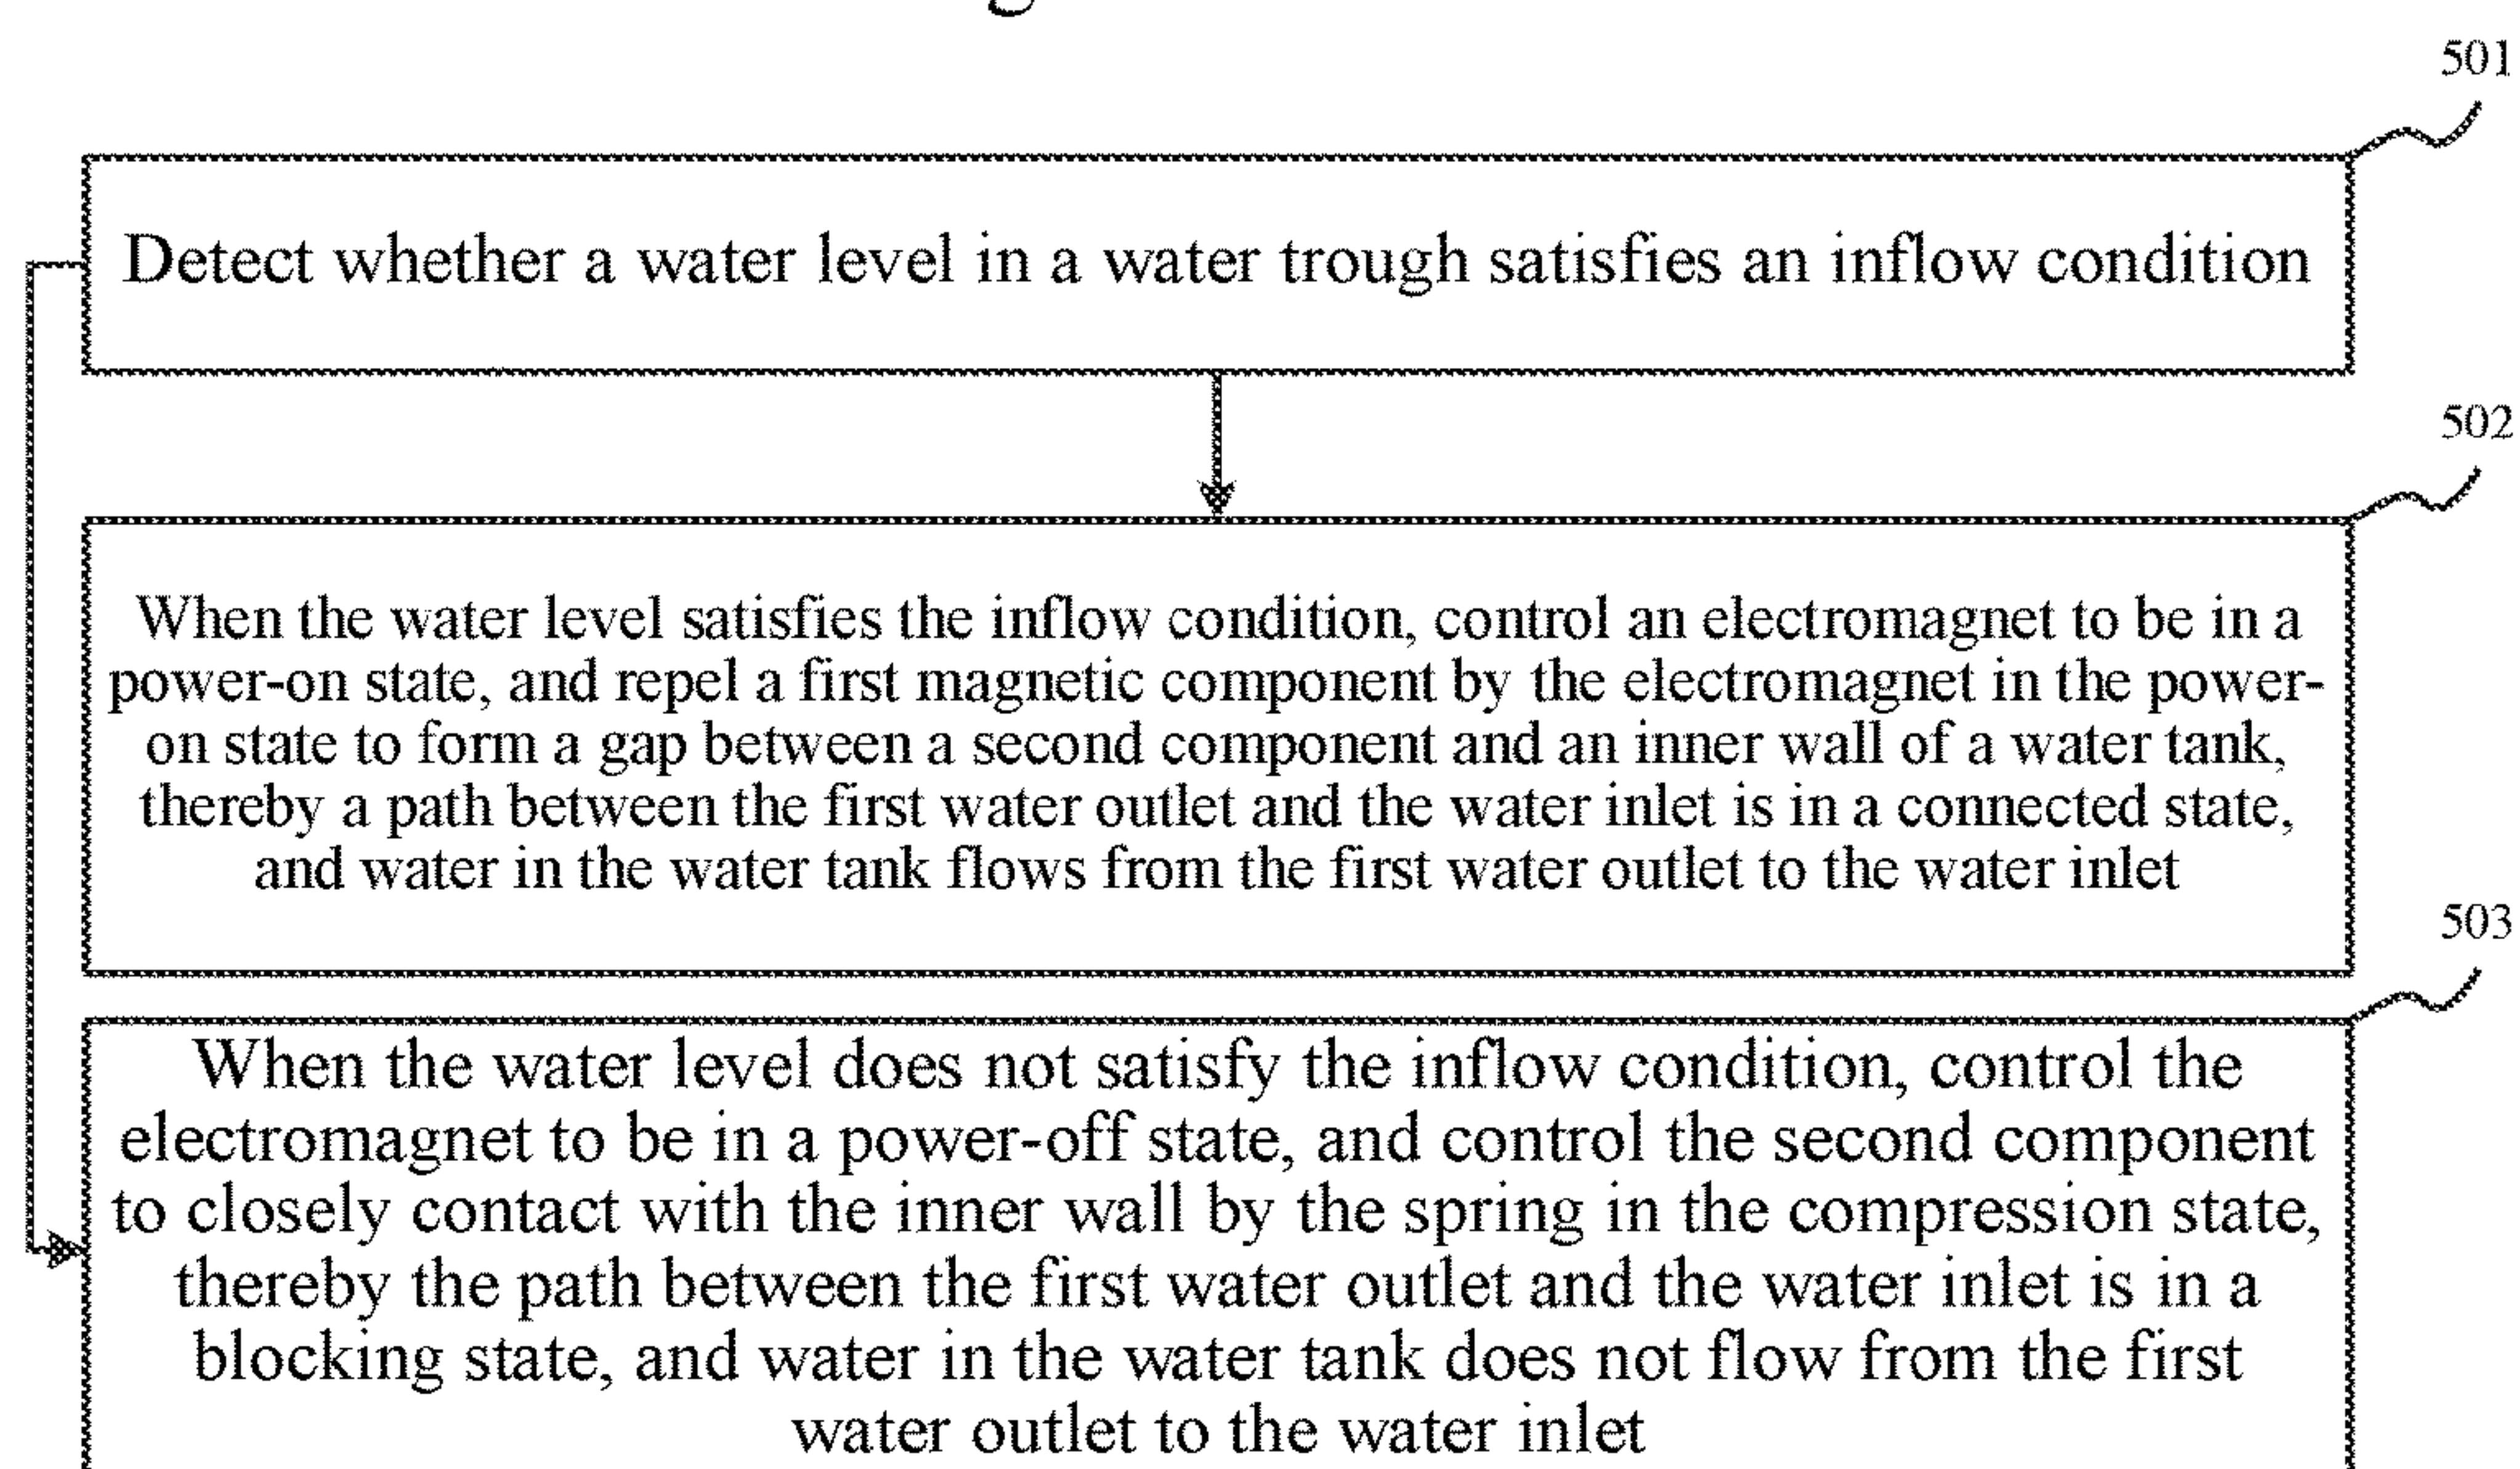 501
Detect whether a water level in a water trough satisfies an inflow condition
502
When the water level satisfies the inflow condition, control an electromagnet to be in a
power-on state, and repel a first magnetic component by the electromagnet in the power-
on state to form a gap between a second component and an inner wall of a water tank,
thereby a path between the first water outlet and the water inlet is in a connected state,
and water in the water tank flows from the first water outlet to the water inlet
503
When the water level does not satisfy the inflow condition, control the
electromagnet to be in a power-off state, and control the second component
to closely contact with the inner wall by the spring in the compression state,
thereby the path between the first water outlet and the water inlet is in a
blocking state, and water in the water tank does not flow from the first
water outlet to the water inlet